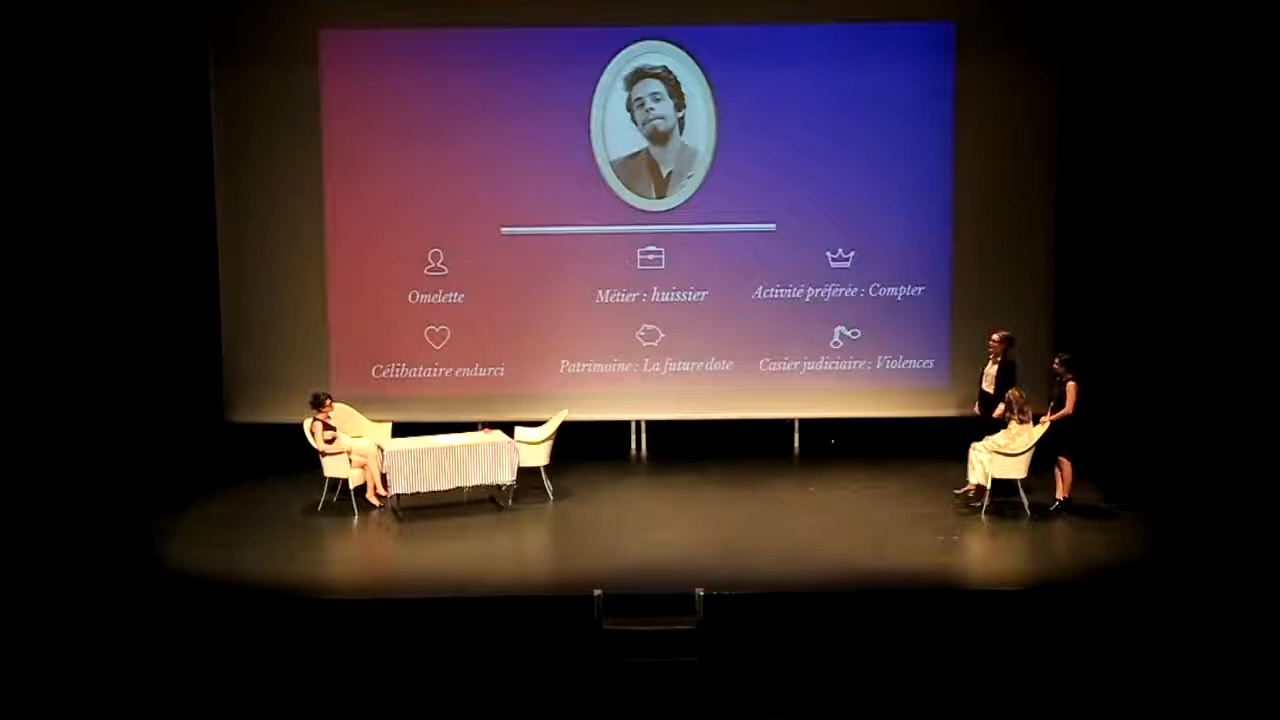 Omelette
Métier : huissier
Activité préférée : Compter
Célibataire endurci
Patrimoine : La future dote
Casier judiciaire : Violences